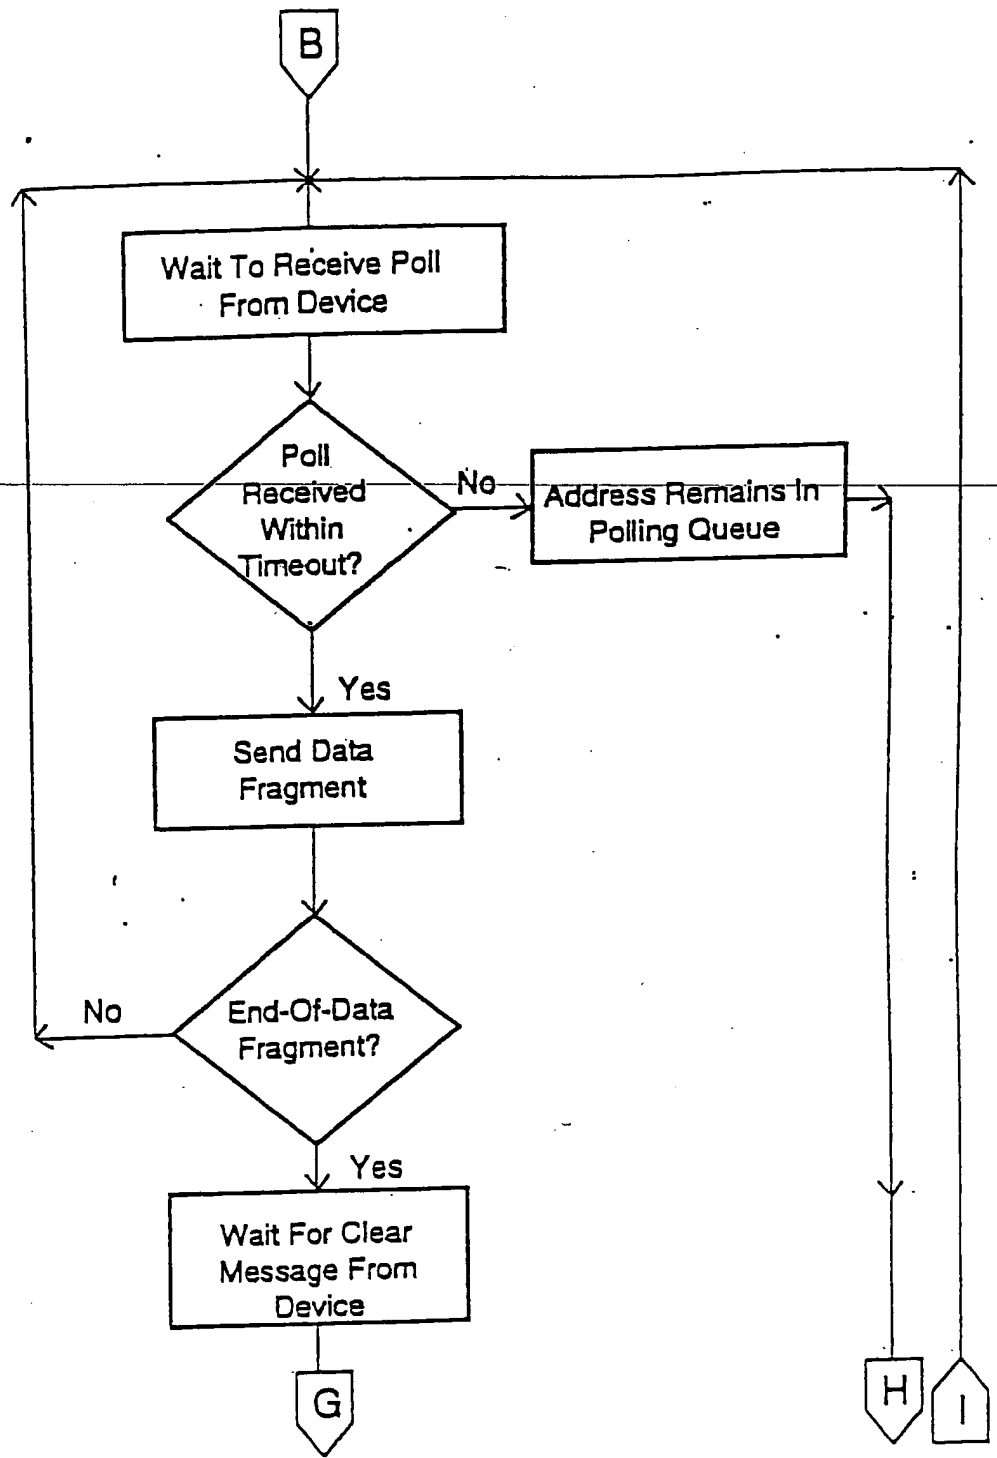 B
Wait To Receive Poll
From Device
Poll
Received
Within
Timeout?
No
Address Remains In
Polling Queue
Yes
Send Data
Fragment
End-Of-Data
Fragment?
No
Yes
Wait For Clear
Message From
Device
G
H
I